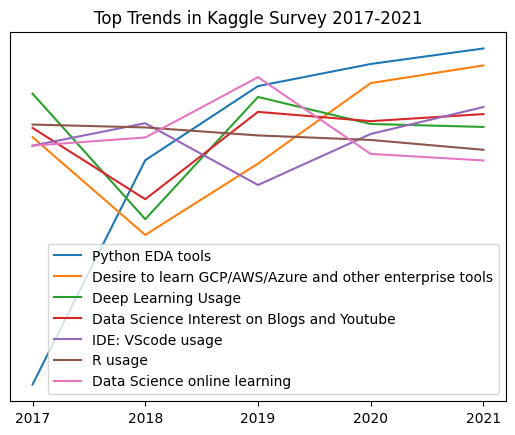 Top Trends in Kaggle Survey 2017-2021
Python EDA tools
Desire to learn GCP/AWS/Azure and other enterprise tools
Deep Learning Usage
Data Science Interest on Blogs and Youtube
IDE: VScode usage
R usage
Data Science online learning
2017 2018 2019 2020 2021